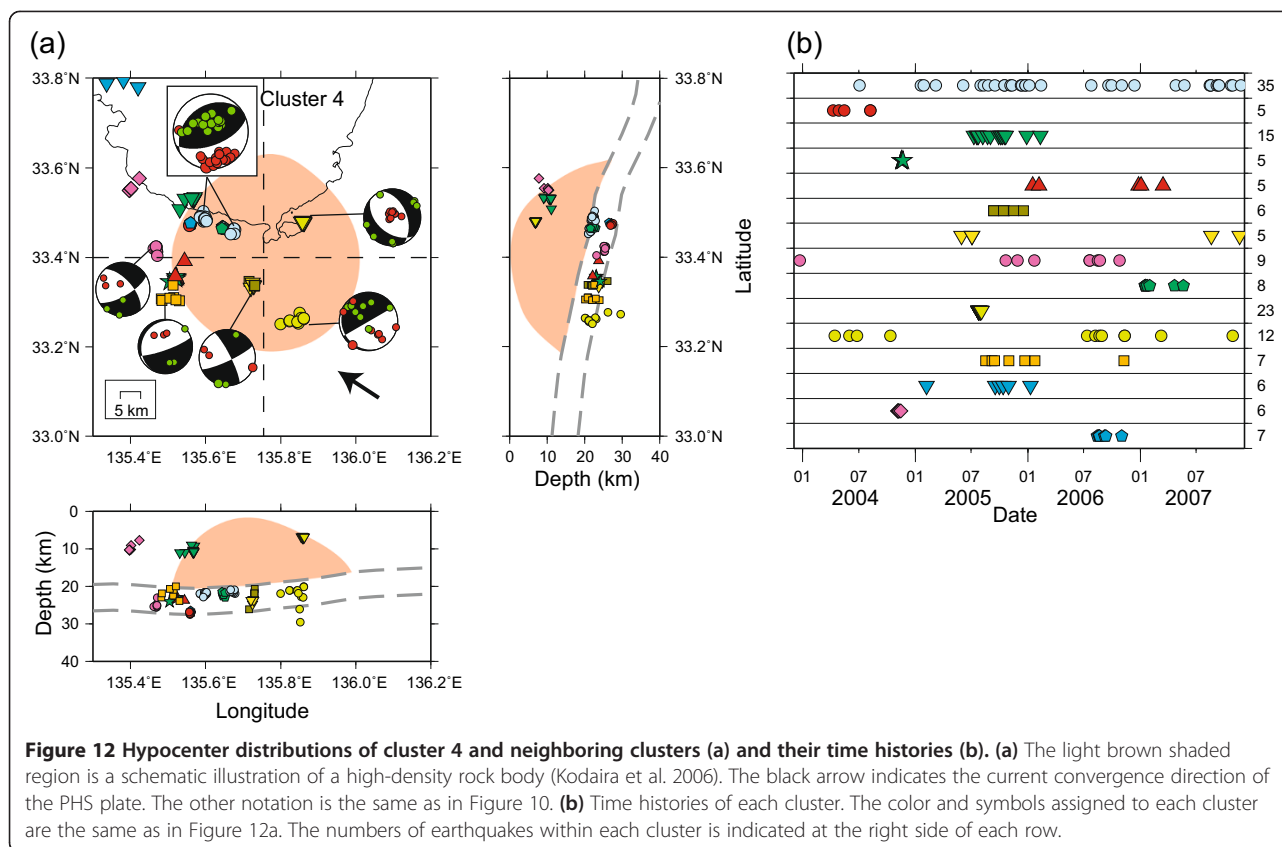 (a)
(b)
33.8°N
33.6°N
33.4°N
33.2°N
33.0°N
Cluster 4
5 km
135.4°E 135.6°E 135.8°E 136.0°E 136.2°E
33.8°N
33.6°N
33.4°N
33.2°N
33.0°N
Latitude
0 10 20 30 40
Depth (km)
0
10
20
30
40
Depth (km)
135.4°E 135.6°E 135.8°E 136.0°E 136.2°E
Longitude
35
5
15
5
5
6
5
9
8
23
12
7
6
6
7
01 07 01 07 01 07 01 07
2004 2005 2006 2007
Date
Figure 12 Hypocenter distributions of cluster 4 and neighboring clusters (a) and their time histories (b). (a) The light brown shaded
region is a schematic illustration of a high-density rock body (Kodaira et al. 2006). The black arrow indicates the current convergence direction of
the PHS plate. The other notation is the same as in Figure 10. (b) Time histories of each cluster. The color and symbols assigned to each cluster
are the same as in Figure 12a. The numbers of earthquakes within each cluster is indicated at the right side of each row.